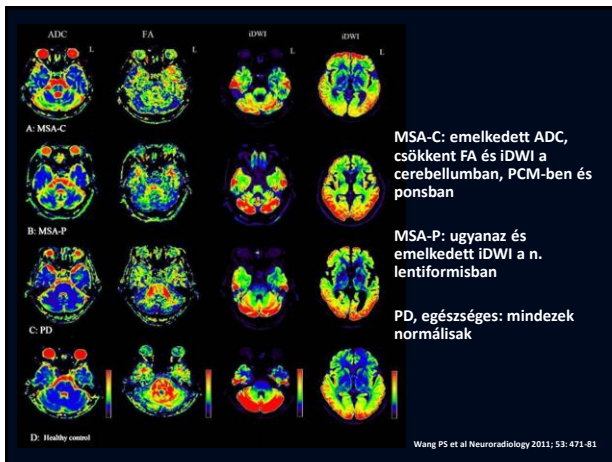 ADC FA iDWI iDWI
L L
A: MSA-C
B: MSA-P
C: PD
D: Healthy control
MSA-C: emelkedett ADC,
csökkent FA és iDWI a
cerebellumban, PCM-ben és
ponsban
MSA-P: ugyanaz és
emelkedett iDWI a n.
lentiformisban
PD, egészséges: mindezek
normálisak
Wang PS et al Neuroradiology 2011; 53: 471-81